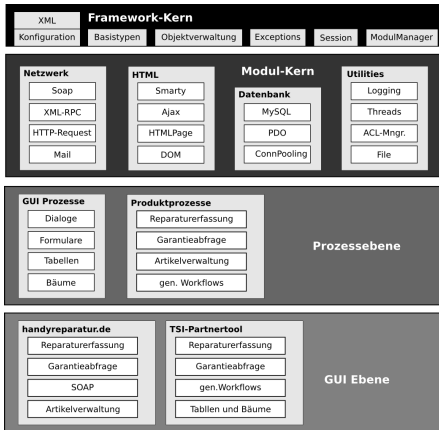 XML
Framework-Kern
Konfiguration
Basistypen
Objektverwaltung
Exceptions
Session
ModulManager
Modul-Kern
Netzwerk
Soap
XML-RPC
HTTP-Request
Mail
HTML
Smarty
Ajax
HTMLPage
DOM
Datenbank
MySQL
PDO
ConnPooling
Utilities
Logging
Threads
ACL-Mngr.
File
GUI Prozesse
Dialoge
Formulare
Tabellen
Bäume
Produktprozesse
Reparaturerfassung
Garantieabfrage
Artikelverwaltung
gen. Workflows
Prozessebene
handyreparatur.de
Reparaturerfassung
Garantieabfrage
SOAP
Artikelverwaltung
TSI-Partnertool
Reparaturerfassung
Garantieabfrage
gen.Workflows
Tabllen und Bäume
GUI Ebene